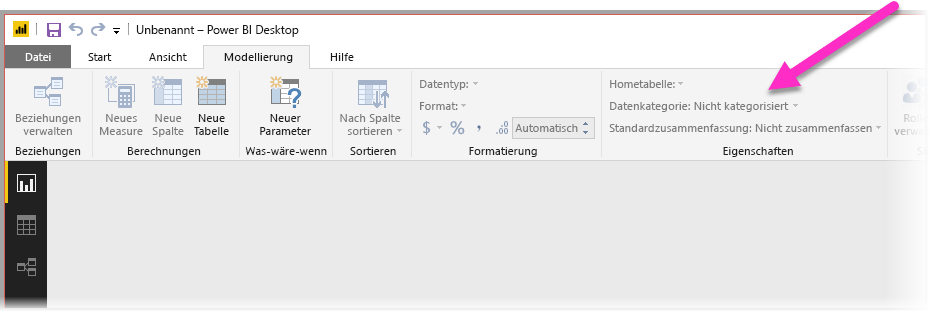 Unbenannt – Power BI Desktop
Datei Start Ansicht Modellierung Hilfe
Beziehungen verwalten
Neues Measure
Neue Spalte
Neue Tabelle
Neuer Parameter
Nach Spalte sortieren
Datentyp:
Format:
$ % , .00 Automatisch
Hometabelle:
Datenkategorie: Nicht kategorisiert
Standardzusammenfassung: Nicht zusammenfassen
Beziehungen Berechnungen Was-wäre-wenn Sortieren Formatierung Eigenschaften